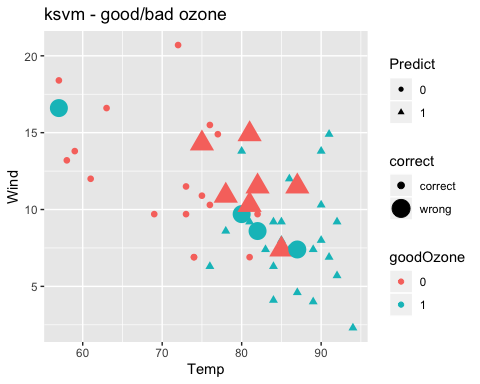 ksvm - good/bad ozone
20
15
10
5
Wind
60
70
80
90
Temp
Predict
0
1
correct
correct
wrong
goodOzone
0
1